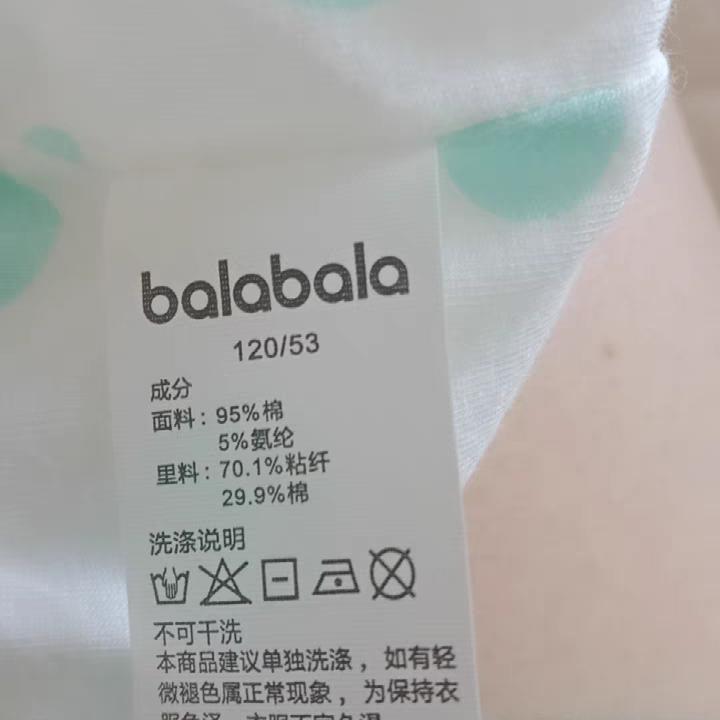 balabala
120/53
成分
面料：95%棉
5%氨纶
里料：70.1%粘纤
29.9%棉
洗涤说明
不可干洗
本商品建议单独洗涤，如有轻
微褪色属正常现象，为保持衣